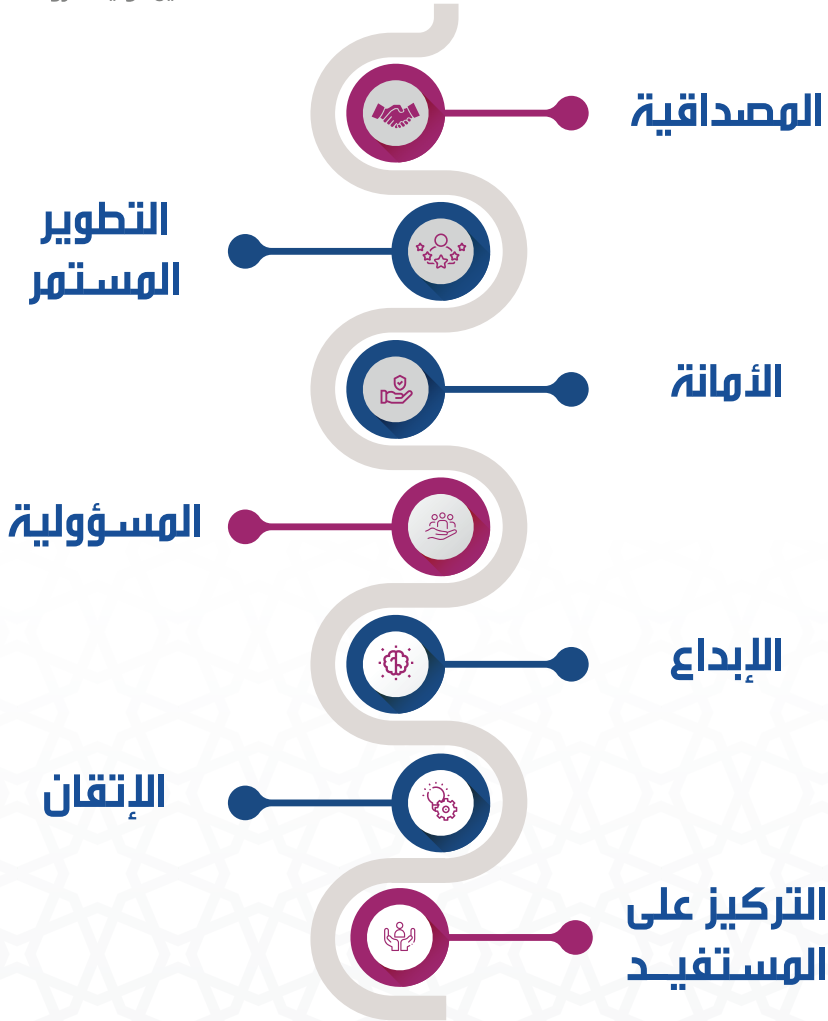 المصداقية
التطوير
المستمر
الأمانة
المسؤولية
الإبداع
الإتقان
التركيز على
المستفيد